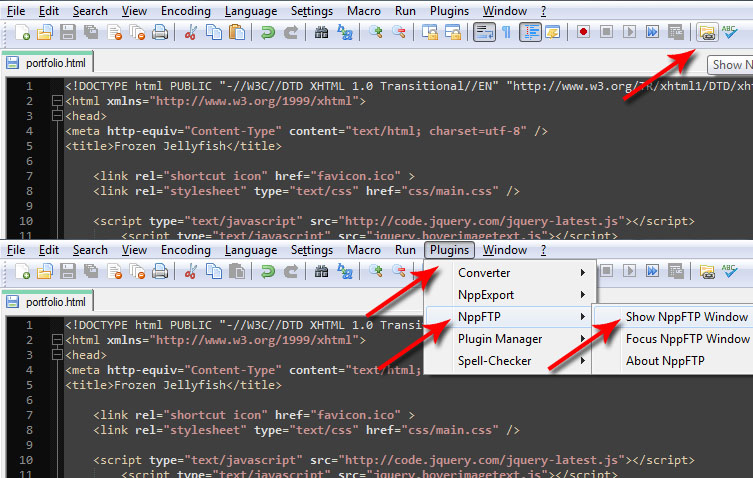 File Edit Search View Encoding Language Settings Macro Run Plugins Window ?
ABC
Show N
portfolio.html
1 <!DOCTYPE html PUBLIC "-//W3C//DTD XHTML 1.0 Transitional//EN" "http://www.w3.org/TR/xhtml1/DTD/xh
2 <html xmlns="http://www.w3.org/1999/xhtml">
3 <head>
4 <meta http-equiv="Content-Type" content="text/html; charset=utf-8" />
5 <title>Frozen Jellyfish</title>
6
7 <link rel="shortcut icon" href="favicon.ico" >
8 <link rel="stylesheet" type="text/css" href="css/main.css" />
9
10 <script type="text/javascript" src="http://code.jquery.com/jquery-latest.js"></script>
11 <script type="text/javascript" src="jquery.hoverimagetext.js"></script>
File Edit Search View Encoding Language Settings Macro Run Plugins Window ?
ABC
Converter
NppExport
NppFTP
Plugin Manager
Spell-Checker
Show NppFTP Window
Focus NppFTP Window
About NppFTP
portfolio.html
1 <!DOCTYPE html PUBLIC "-//W3C//DTD XHTML 1.0 Transi
2 <html xmlns="http://www.w3.org/1999/xhtml">
3 <head>
4 <meta http-equiv="Content-Type" content="text/html;
5 <title>Frozen Jellyfish</title>
6
7 <link rel="shortcut icon" href="favicon.ico" >
8 <link rel="stylesheet" type="text/css" href="css/main.css" />
9
10 <script type="text/javascript" src="http://code.jquery.com/jquery-latest.js"></script>
11 <script type="text/javascript" src="jquery.hoverimagetext.js"></script>